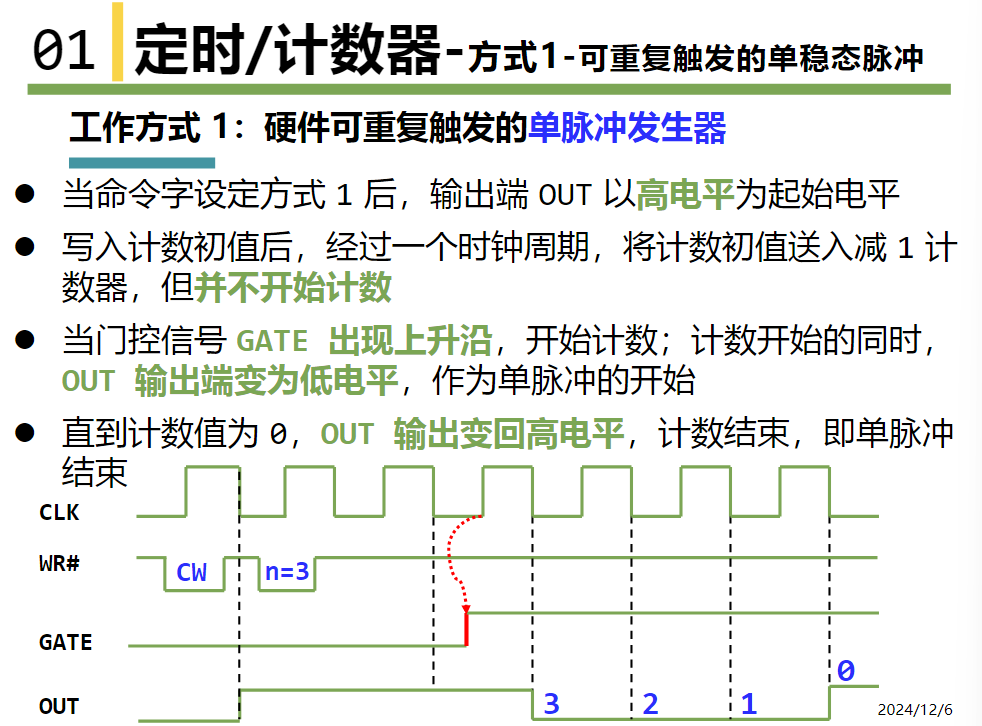 01 定时/计数器-方式1-可重复触发的单稳态脉冲
工作方式 1：硬件可重复触发的单脉冲发生器
● 当命令字设定方式 1 后，输出端 OUT 以高电平为起始电平
● 写入计数初值后，经过一个时钟周期，将计数初值送入减 1 计
数器，但并不开始计数
● 当门控信号 GATE 出现上升沿，开始计数；计数开始的同时，
OUT 输出端变为低电平，作为单脉冲的开始
● 直到计数值为 0，OUT 输出变回高电平，计数结束，即单脉冲
结束
CLK
WR# CW n=3
GATE
0
OUT 3 2 1
2024/12/6